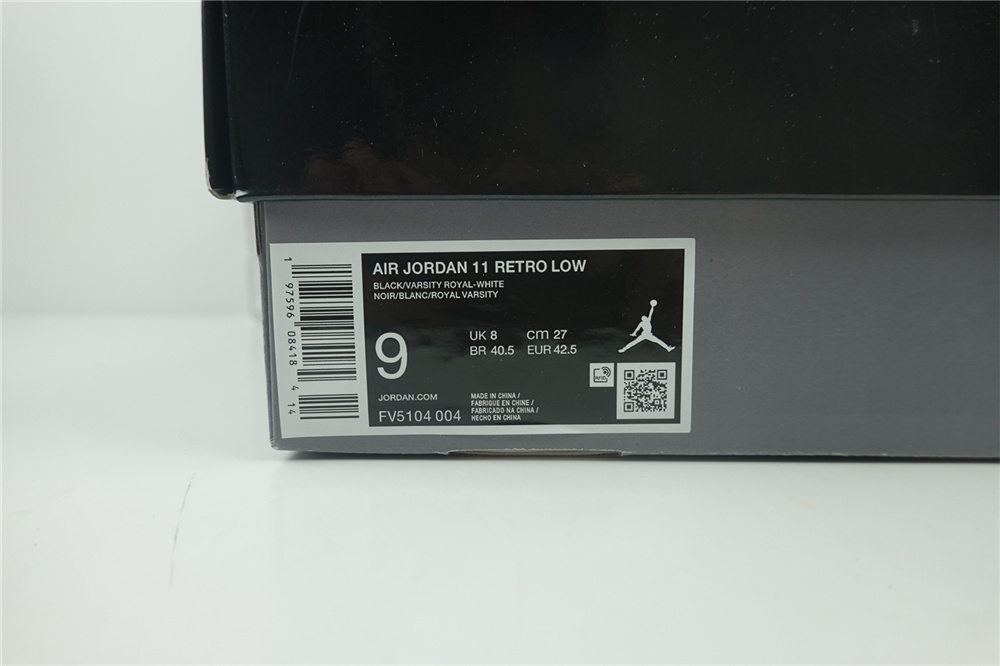 AIR JORDAN 11 RETRO LOW
BLACK/VARSITY ROYAL-WHITE
NOIR/BLANC/ROYAL VARSITY
9
UK 8 cm 27
BR 40.5 EUR 42.5
JORDAN.COM
FV5104 004
MADE IN CHINA /
FABRIQUE EN CHINE /
FABRICADO NA CHINA /
HECHO EN CHINA
RFID
1 97596 08418 4 14